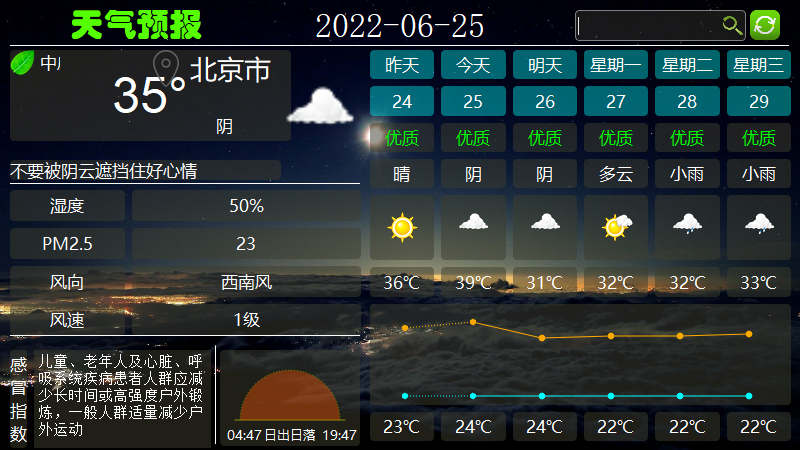 天气预报
2022-06-25
35°
北京市
阴
不要被阴云遮挡住好心情
湿度 50%
PM2.5 23
风向 西南风
风速 1级
感冒指数
儿童、老年人及心脏、呼
吸系统疾病患者人群应减
少长时间或高强度户外锻
炼，一般人群适量减少户
外运动
04:47 日出日落 19:47
昨天 今天 明天 星期一 星期二 星期三
24 25 26 27 28 29
优质 优质 优质 优质 优质 优质
晴 阴 阴 多云 小雨 小雨
36℃ 39℃ 31℃ 32℃ 32℃ 33℃
23℃ 24℃ 24℃ 22℃ 22℃ 22℃